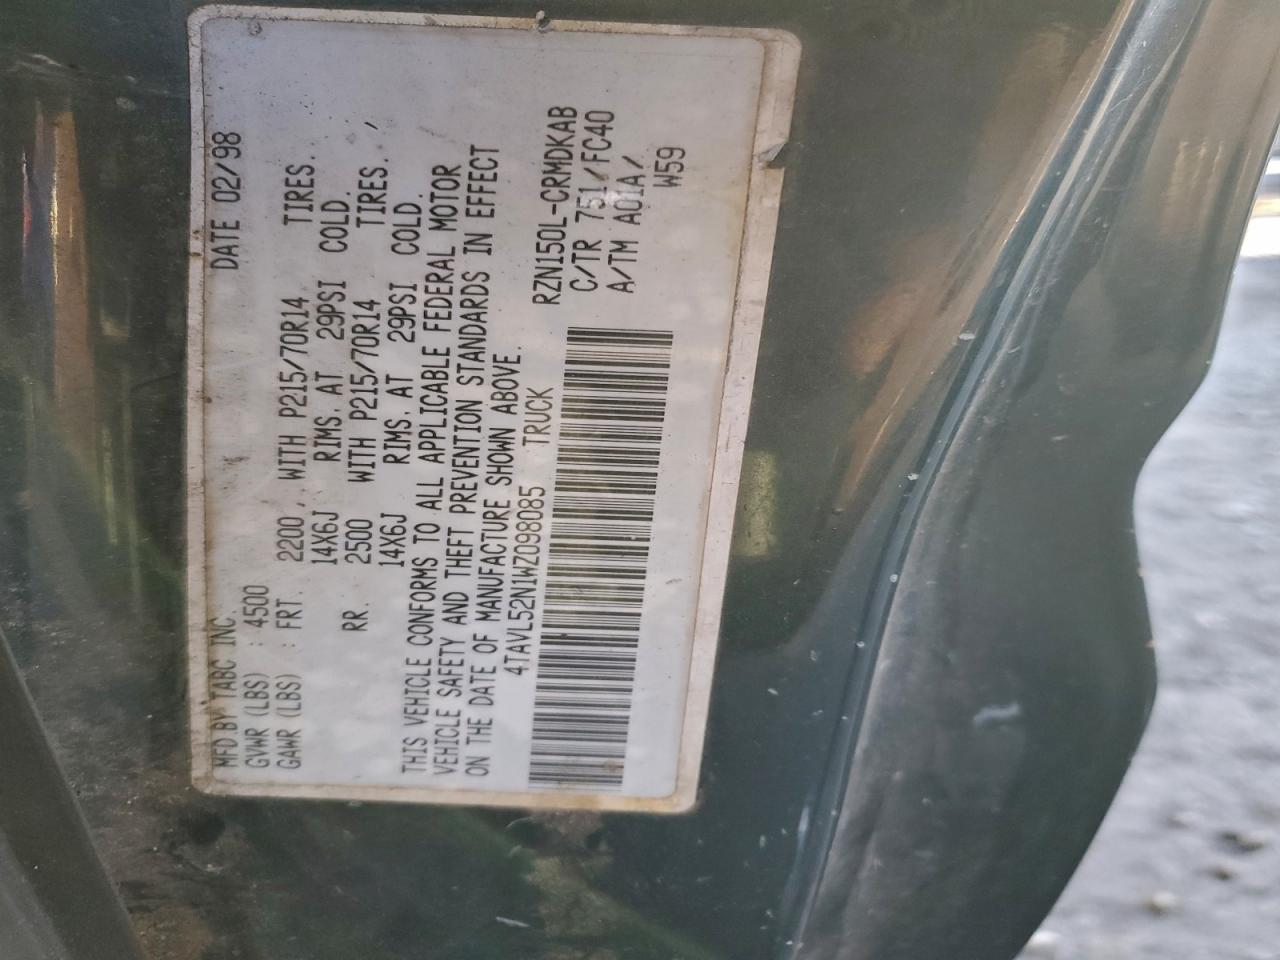 MFD BY TABC INC. DATE 02/98
GVWR (LBS) : 4500
GAWR (LBS) : FRT. 2200 , WITH P215/70R14 TIRES.
14X6J RIMS. AT 29PSI COLD.
RR. 2500 WITH P215/70R14 TIRES.
14X6J RIMS. AT 29PSI COLD.
THIS VEHICLE CONFORMS TO ALL APPLICABLE FEDERAL MOTOR
VEHICLE SAFETY AND THEFT PREVENTION STANDARDS IN EFFECT
ON THE DATE OF MANUFACTURE SHOWN ABOVE.
4TAVL52N1WZ098085 TRUCK
RZN150L-CRMDKAB
C/TR 751/FC40
A/TM A01A/
W59